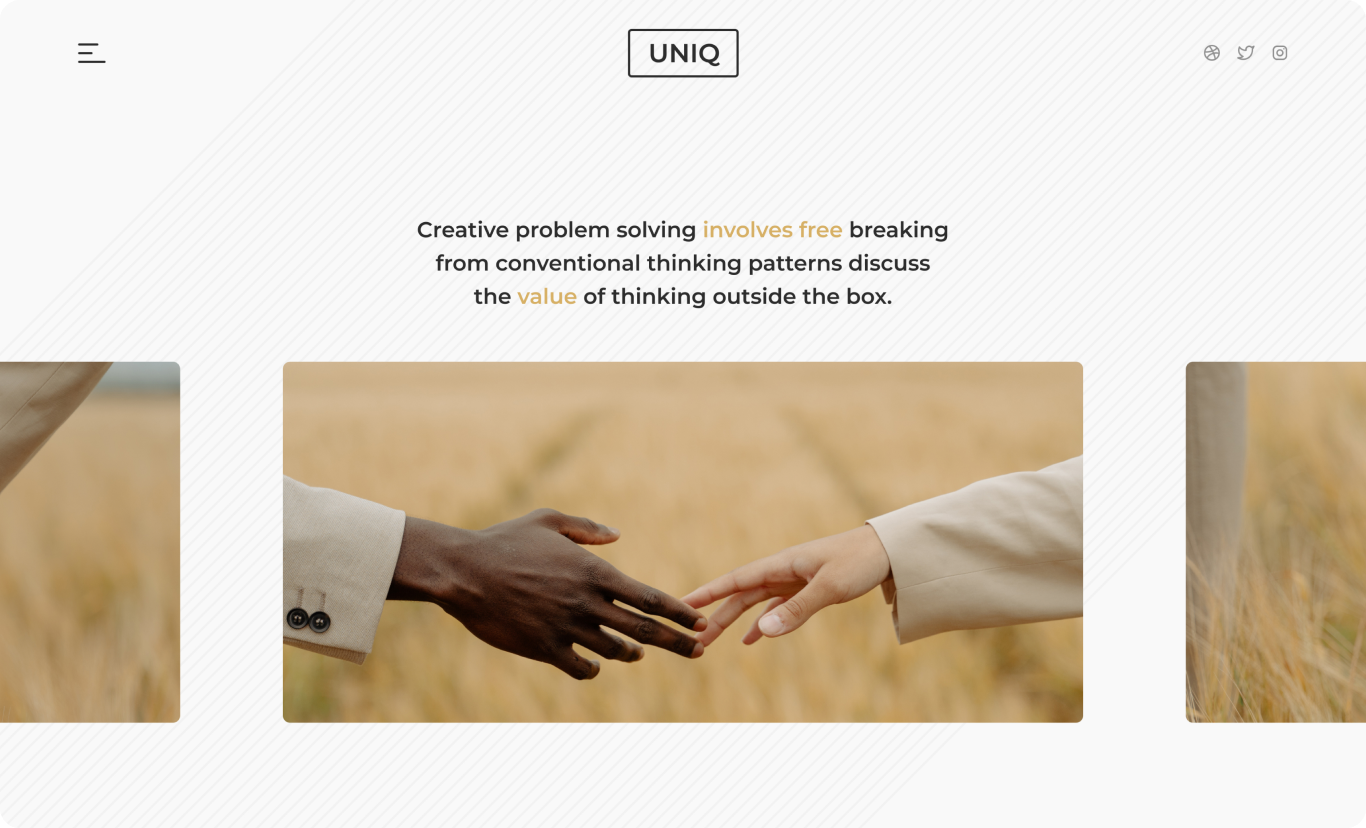 UNIQ
Creative problem solving involves free breaking
from conventional thinking patterns discuss
the value of thinking outside the box.